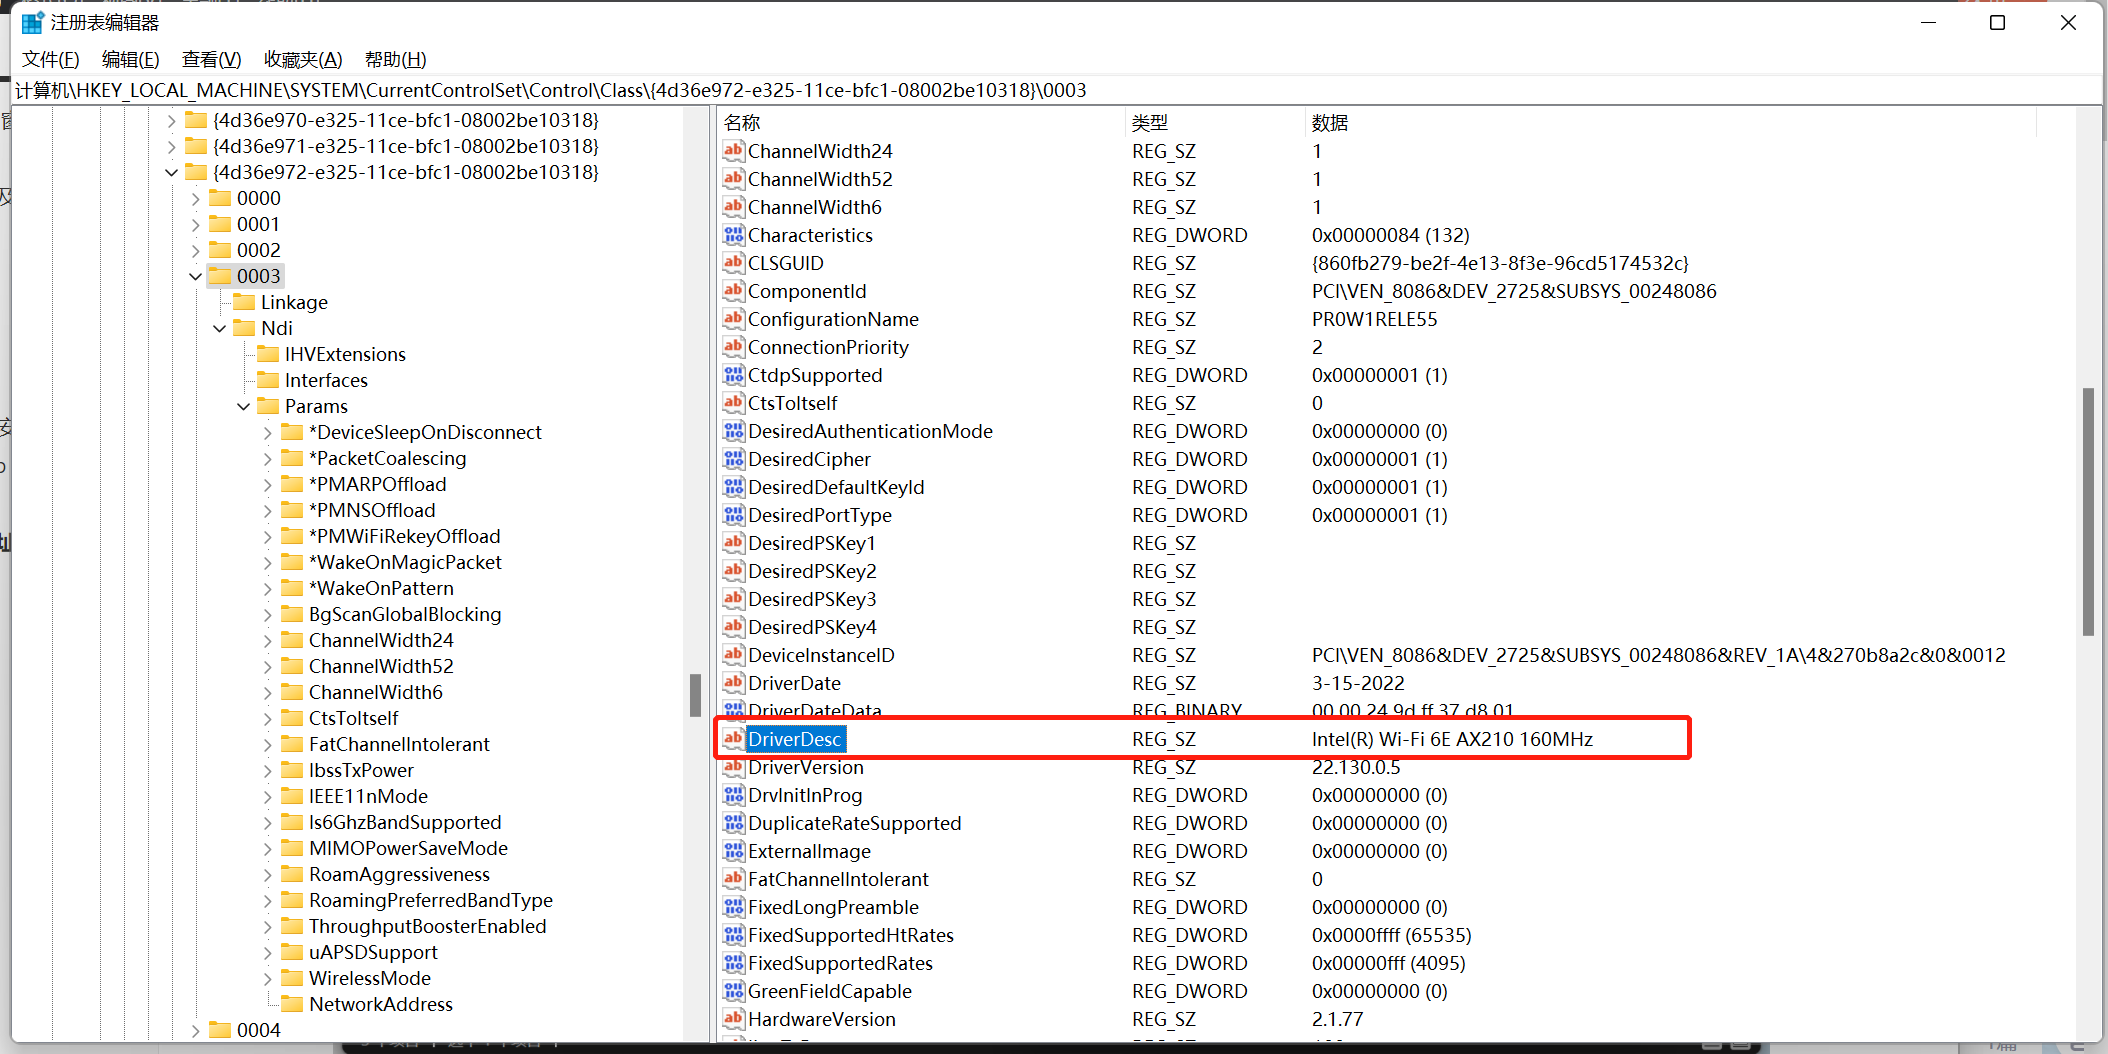 注册表编辑器
文件(F) 编辑(E) 查看(V) 收藏夹(A) 帮助(H)
计算机\HKEY_LOCAL_MACHINE\SYSTEM\CurrentControlSet\Control\Class\{4d36e972-e325-11ce-bfc1-08002be10318}\0003
{4d36e970-e325-11ce-bfc1-08002be10318}
{4d36e971-e325-11ce-bfc1-08002be10318}
{4d36e972-e325-11ce-bfc1-08002be10318}
0000
0001
0002
0003
Linkage
Ndi
IHVExtensions
Interfaces
Params
*DeviceSleepOnDisconnect
*PacketCoalescing
*PMARPOffload
*PMNSOffload
*PMWiFiRekeyOffload
*WakeOnMagicPacket
*WakeOnPattern
BgScanGlobalBlocking
ChannelWidth24
ChannelWidth52
ChannelWidth6
CtsToItself
FatChannelIntolerant
IbssTxPower
IEEE11nMode
Is6GhzBandSupported
MIMOPowerSaveMode
RoamAggressiveness
RoamingPreferredBandType
ThroughputBoosterEnabled
uAPSDSupport
WirelessMode
NetworkAddress
0004
名称 类型 数据
ChannelWidth24 REG_SZ 1
ChannelWidth52 REG_SZ 1
ChannelWidth6 REG_SZ 1
Characteristics REG_DWORD 0x00000084 (132)
CLSGUID REG_SZ {860fb279-be2f-4e13-8f3e-96cd5174532c}
ComponentId REG_SZ PCI\VEN_8086&DEV_2725&SUBSYS_00248086
ConfigurationName REG_SZ PR0W1RELE55
ConnectionPriority REG_SZ 2
CtdpSupported REG_DWORD 0x00000001 (1)
CtsToItself REG_SZ 0
DesiredAuthenticationMode REG_DWORD 0x00000000 (0)
DesiredCipher REG_DWORD 0x00000001 (1)
DesiredDefaultKeyId REG_DWORD 0x00000001 (1)
DesiredPortType REG_DWORD 0x00000001 (1)
DesiredPSKey1 REG_SZ
DesiredPSKey2 REG_SZ
DesiredPSKey3 REG_SZ
DesiredPSKey4 REG_SZ
DeviceInstanceID REG_SZ PCI\VEN_8086&DEV_2725&SUBSYS_00248086&REV_1A\4&270b8a2c&0&0012
DriverDate REG_SZ 3-15-2022
DriverDateData REG_BINARY 00 00 24 9d ff 37 d8 01
DriverDesc REG_SZ Intel(R) Wi-Fi 6E AX210 160MHz
DriverVersion REG_SZ 22.130.0.5
DrvInitInProg REG_DWORD 0x00000000 (0)
DuplicateRateSupported REG_DWORD 0x00000000 (0)
ExternalImage REG_DWORD 0x00000000 (0)
FatChannelIntolerant REG_SZ 0
FixedLongPreamble REG_DWORD 0x00000000 (0)
FixedSupportedHtRates REG_DWORD 0x0000ffff (65535)
FixedSupportedRates REG_DWORD 0x00000fff (4095)
GreenFieldCapable REG_DWORD 0x00000000 (0)
HardwareVersion REG_SZ 2.1.77